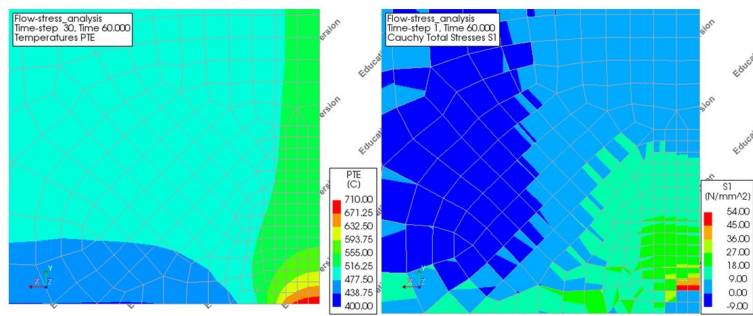 Flow-stress_analysis
Time-step 30, Time 60.000
Temperatures PTE
PTE
(C)
710.00
671.25
632.50
593.75
555.00
516.25
477.50
438.75
400.00
Y
X
Z
Flow-stress_analysis
Time-step 1, Time 60.000
Cauchy Total Stresses S1
S1
(N/mm^2)
54.00
45.00
36.00
27.00
18.00
9.00
0.00
-9.00
Y
X
Z